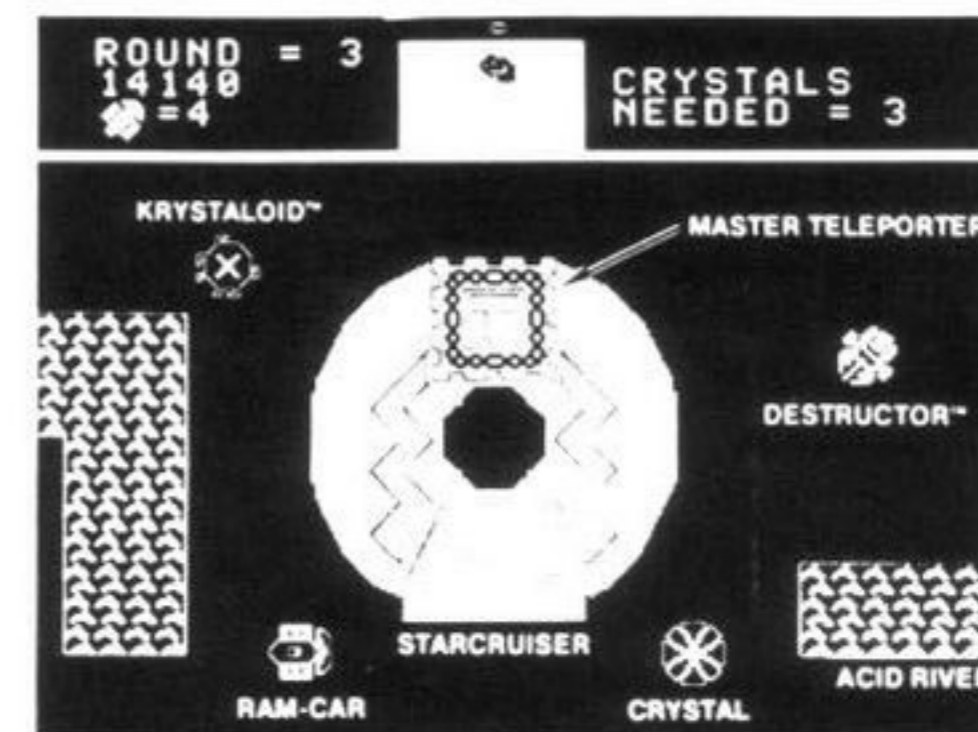 ROUND = 3
14140
=4
CRYSTALS
NEEDED = 3
KRYSTALOID™
MASTER TELEPORTER
DESTRUCTOR™
STARCRUISER
ACID RIVER
RAM-CAR
CRYSTAL